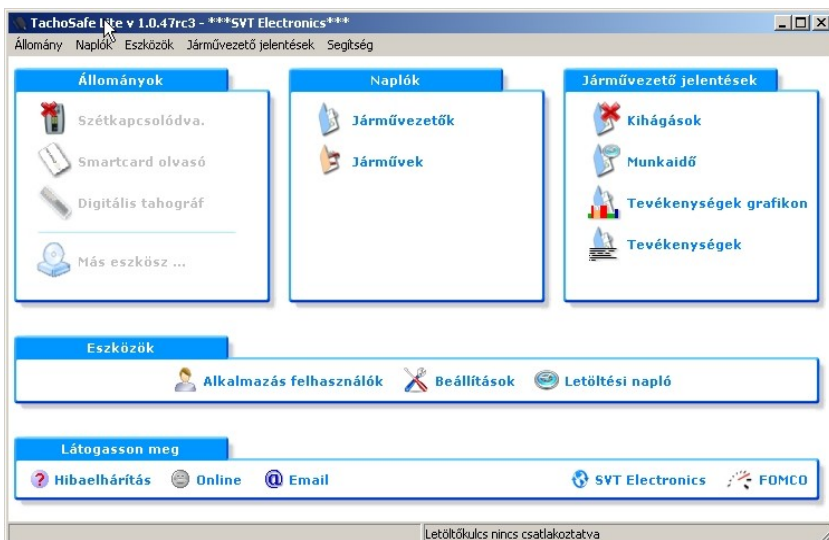 TachoSafe Lite v 1.0.47rc3 - ***SVT Electronics***
Állomány Naplók Eszközök Járművezető jelentések Segítség
Állományok
Szétkapcsolódva.
Smartcard olvasó
Digitális tahográf
Más eszkösz ...
Naplók
Járművezetők
Járművek
Járművezető jelentések
Kihágások
Munkaidő
Tevékenységek grafikon
Tevékenységek
Eszközök
Alkalmazás felhasználók Beállítások Letöltési napló
Látogasson meg
Hibaelhárítás Online Email SVT Electronics FOMCO
Letöltőkulcs nincs csatlakoztatva